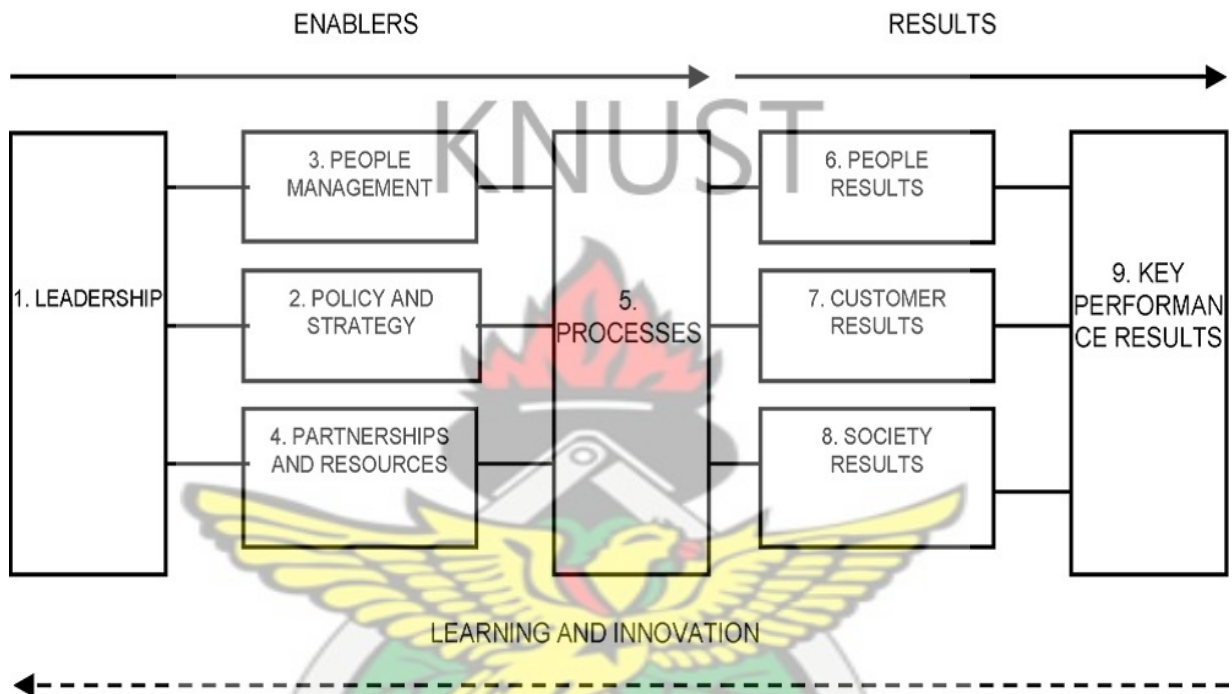 ENABLERS
RESULTS
KNUST
3. PEOPLE
MANAGEMENT
6. PEOPLE
RESULTS
1. LEADERSHIP
2. POLICY AND
STRATEGY
5.
PROCESSES
7. CUSTOMER
RESULTS
9. KEY
PERFORMAN
CE RESULTS
4. PARTNERSHIPS
AND RESOURCES
8. SOCIETY
RESULTS
LEARNING AND INNOVATION